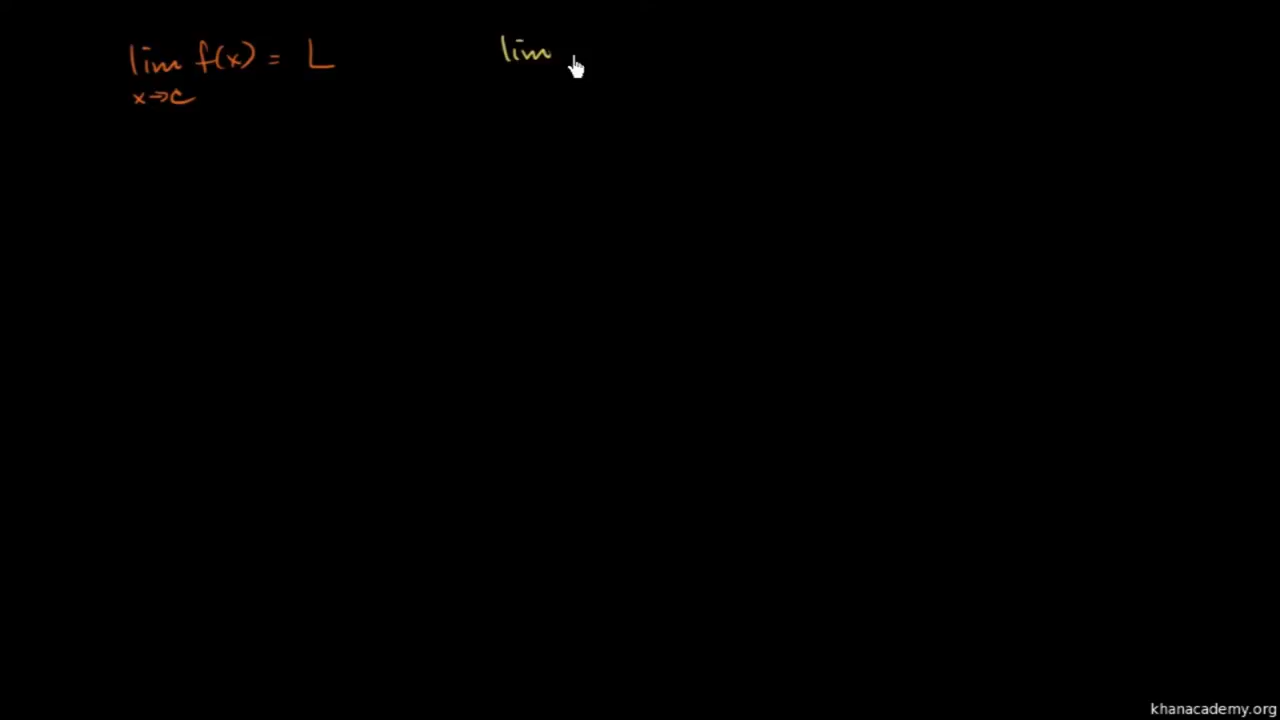 lim f(x) = L
x→c
lim
khanacademy.org